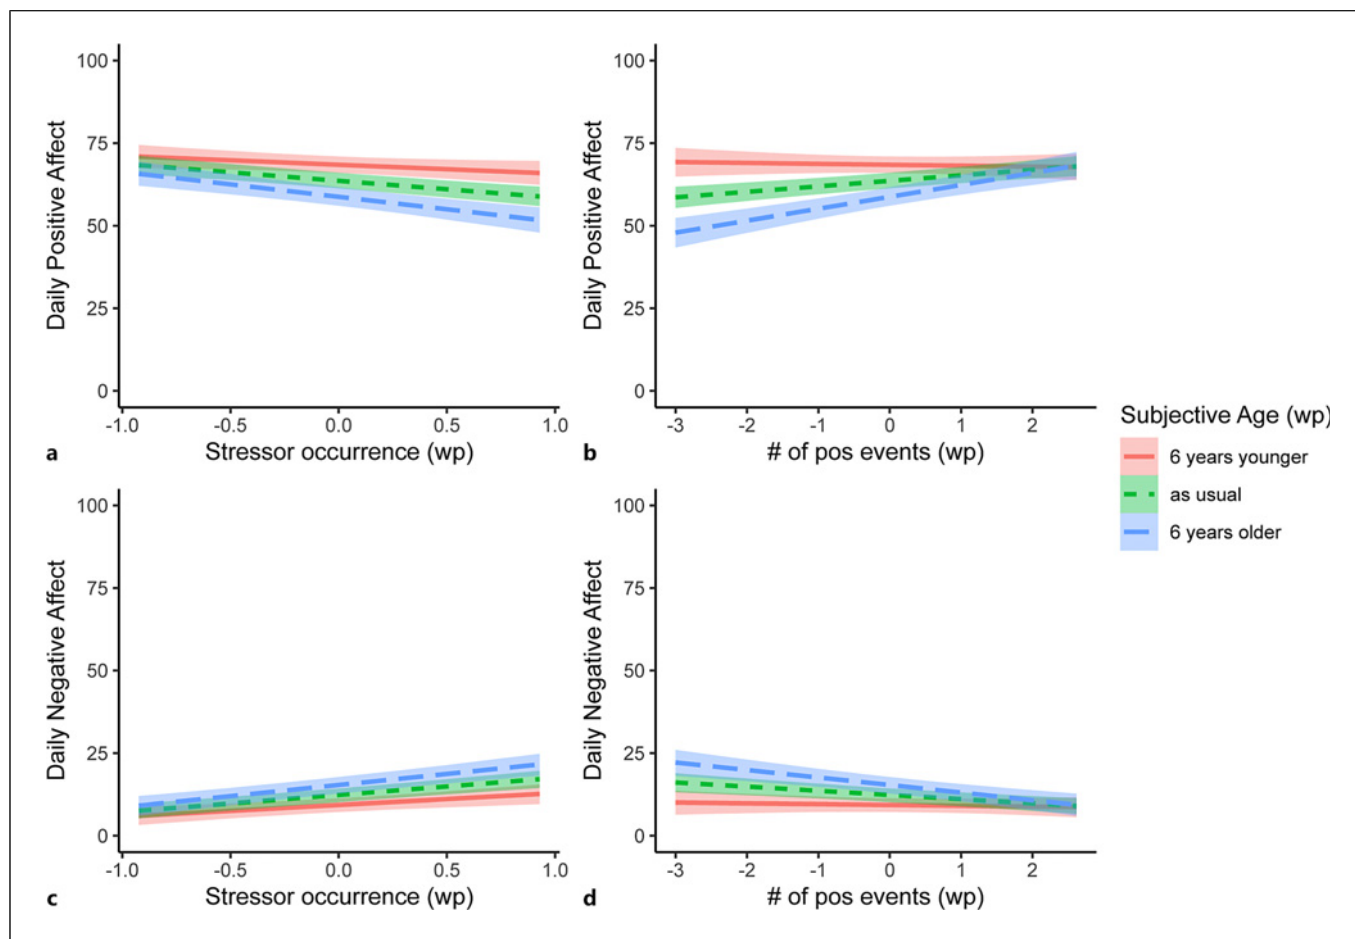 100
75
50
25
0
Daily Positive Affect
-1.0 -0.5 0.0 0.5 1.0
Stressor occurrence (wp)
a
100
75
50
25
0
Daily Positive Affect
-3 -2 -1 0 1 2
# of pos events (wp)
b
100
75
50
25
0
Daily Negative Affect
-1.0 -0.5 0.0 0.5 1.0
Stressor occurrence (wp)
c
100
75
50
25
0
Daily Negative Affect
-3 -2 -1 0 1 2
# of pos events (wp)
d
Subjective Age (wp)
6 years younger
as usual
6 years older